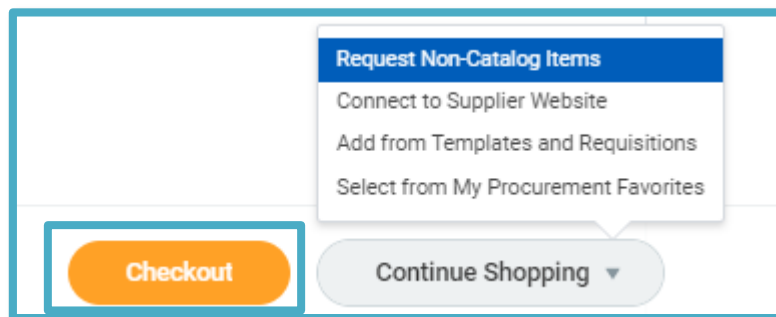 Request Non-Catalog Items
Connect to Supplier Website
Add from Templates and Requisitions
Select from My Procurement Favorites
Checkout
Continue Shopping